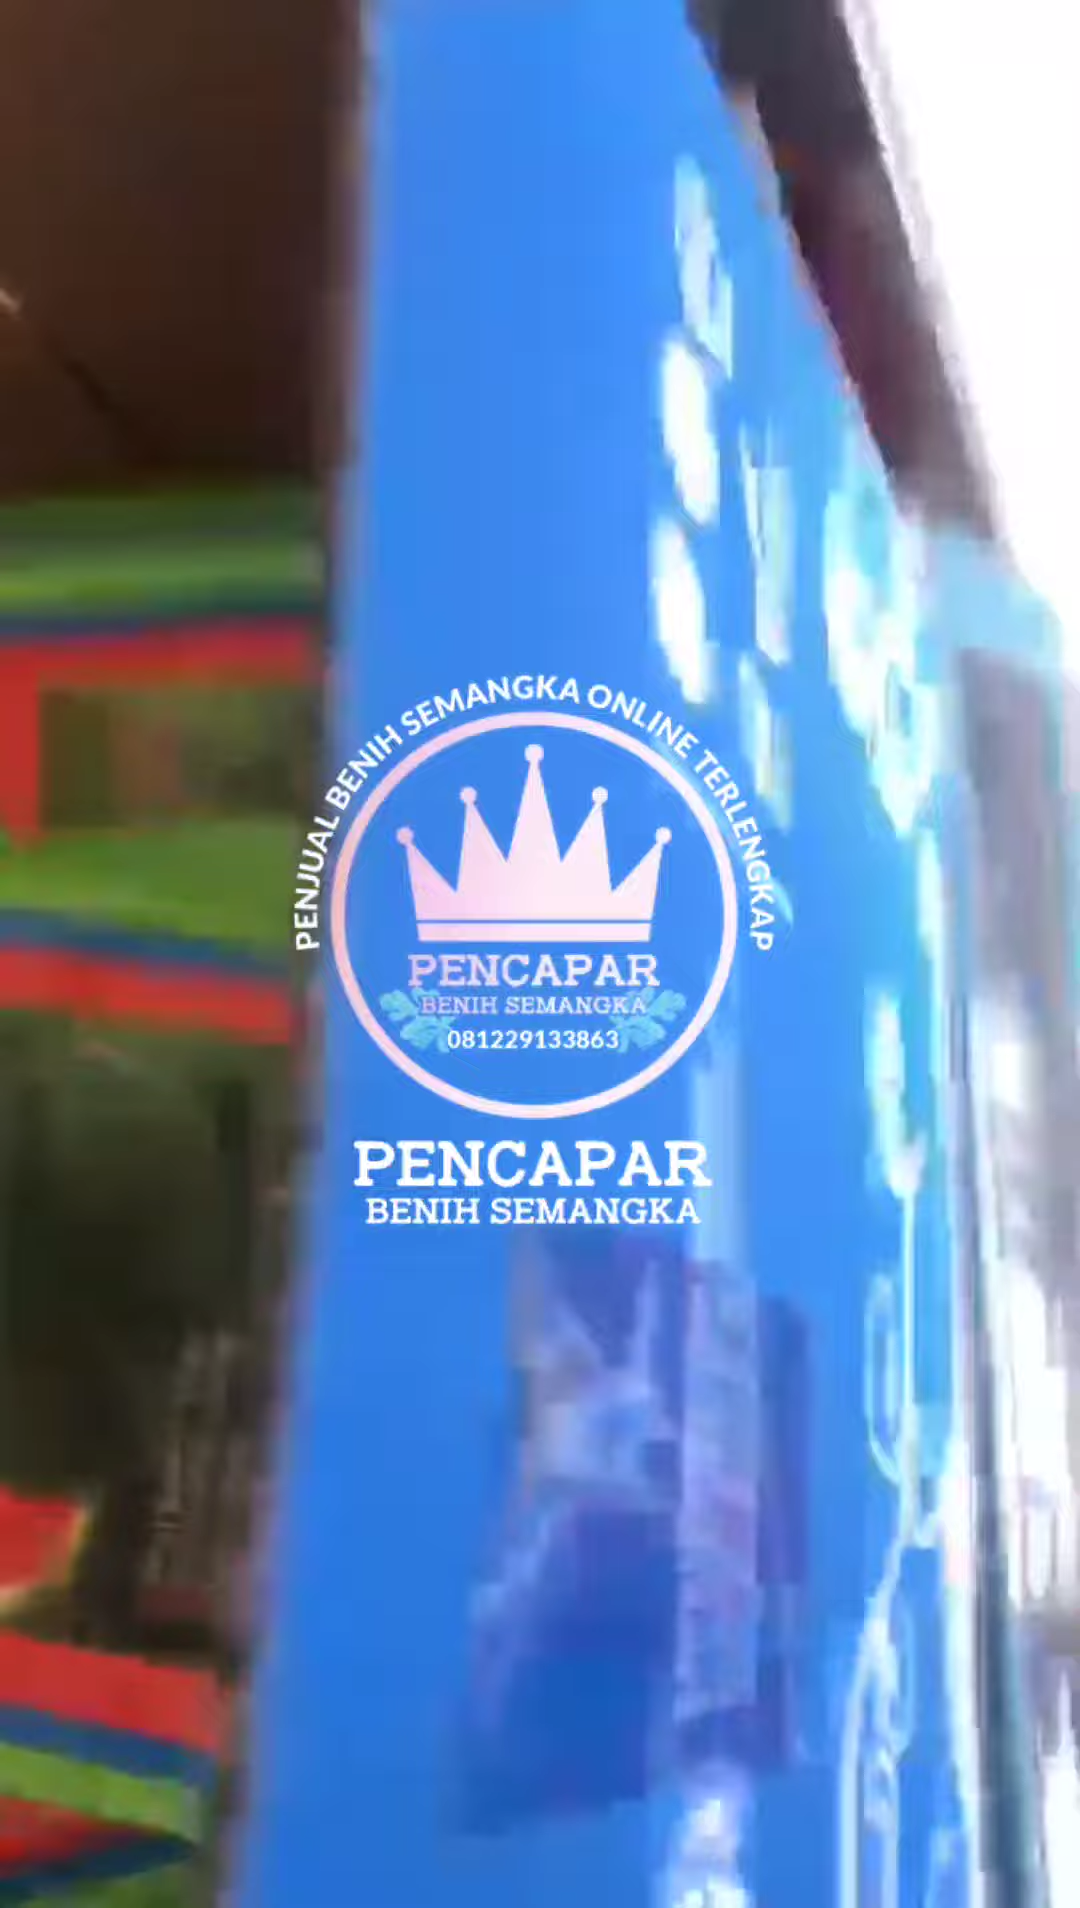 PENJUAL BENIH SEMANGKA ONLINE TERLENGKAP
PENCAPAR
BENIH SEMANGKA
081229133863
PENCAPAR
BENIH SEMANGKA